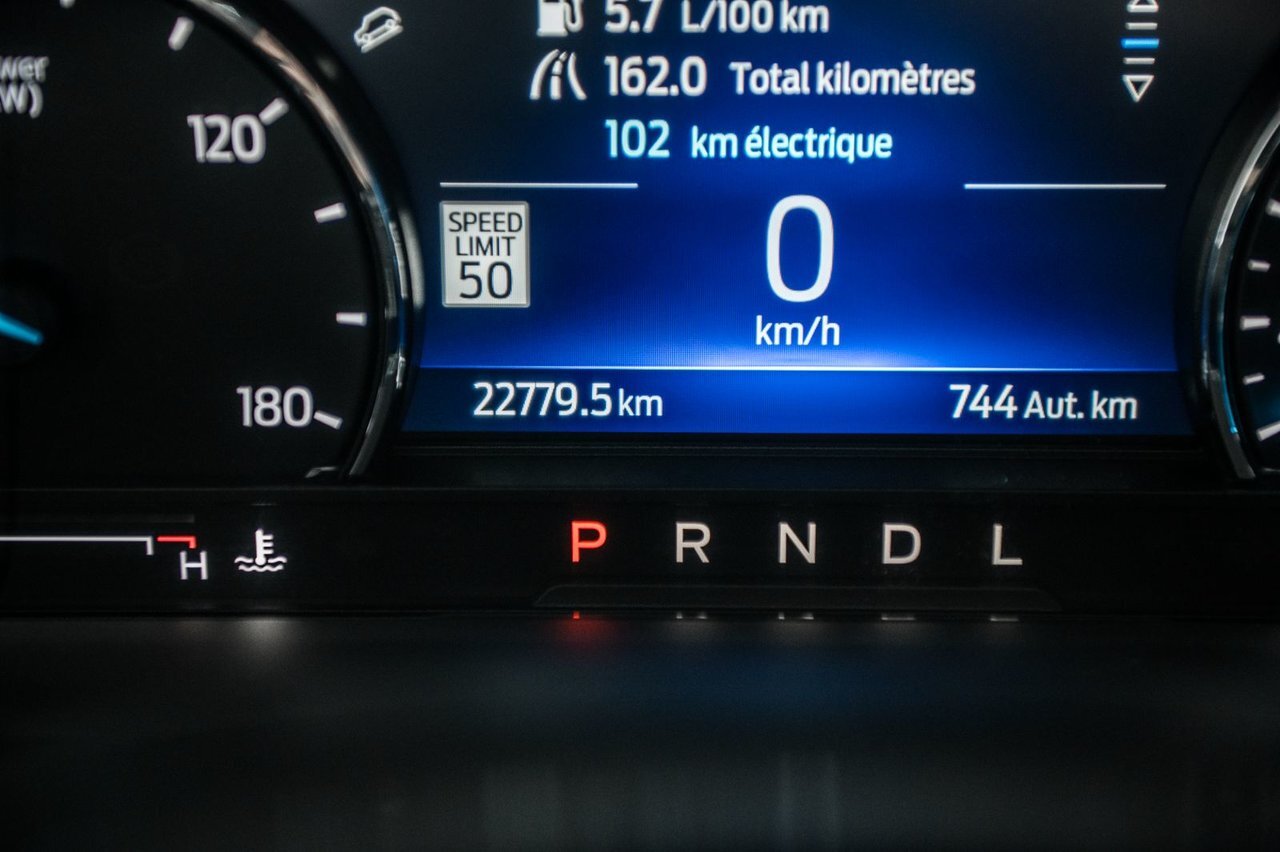 5.7 L/100 km
162.0 Total kilomètres
102 km électrique
120
SPEED
LIMIT
50
0
km/h
180
22779.5 km
744 Aut. km
H
P R N D L